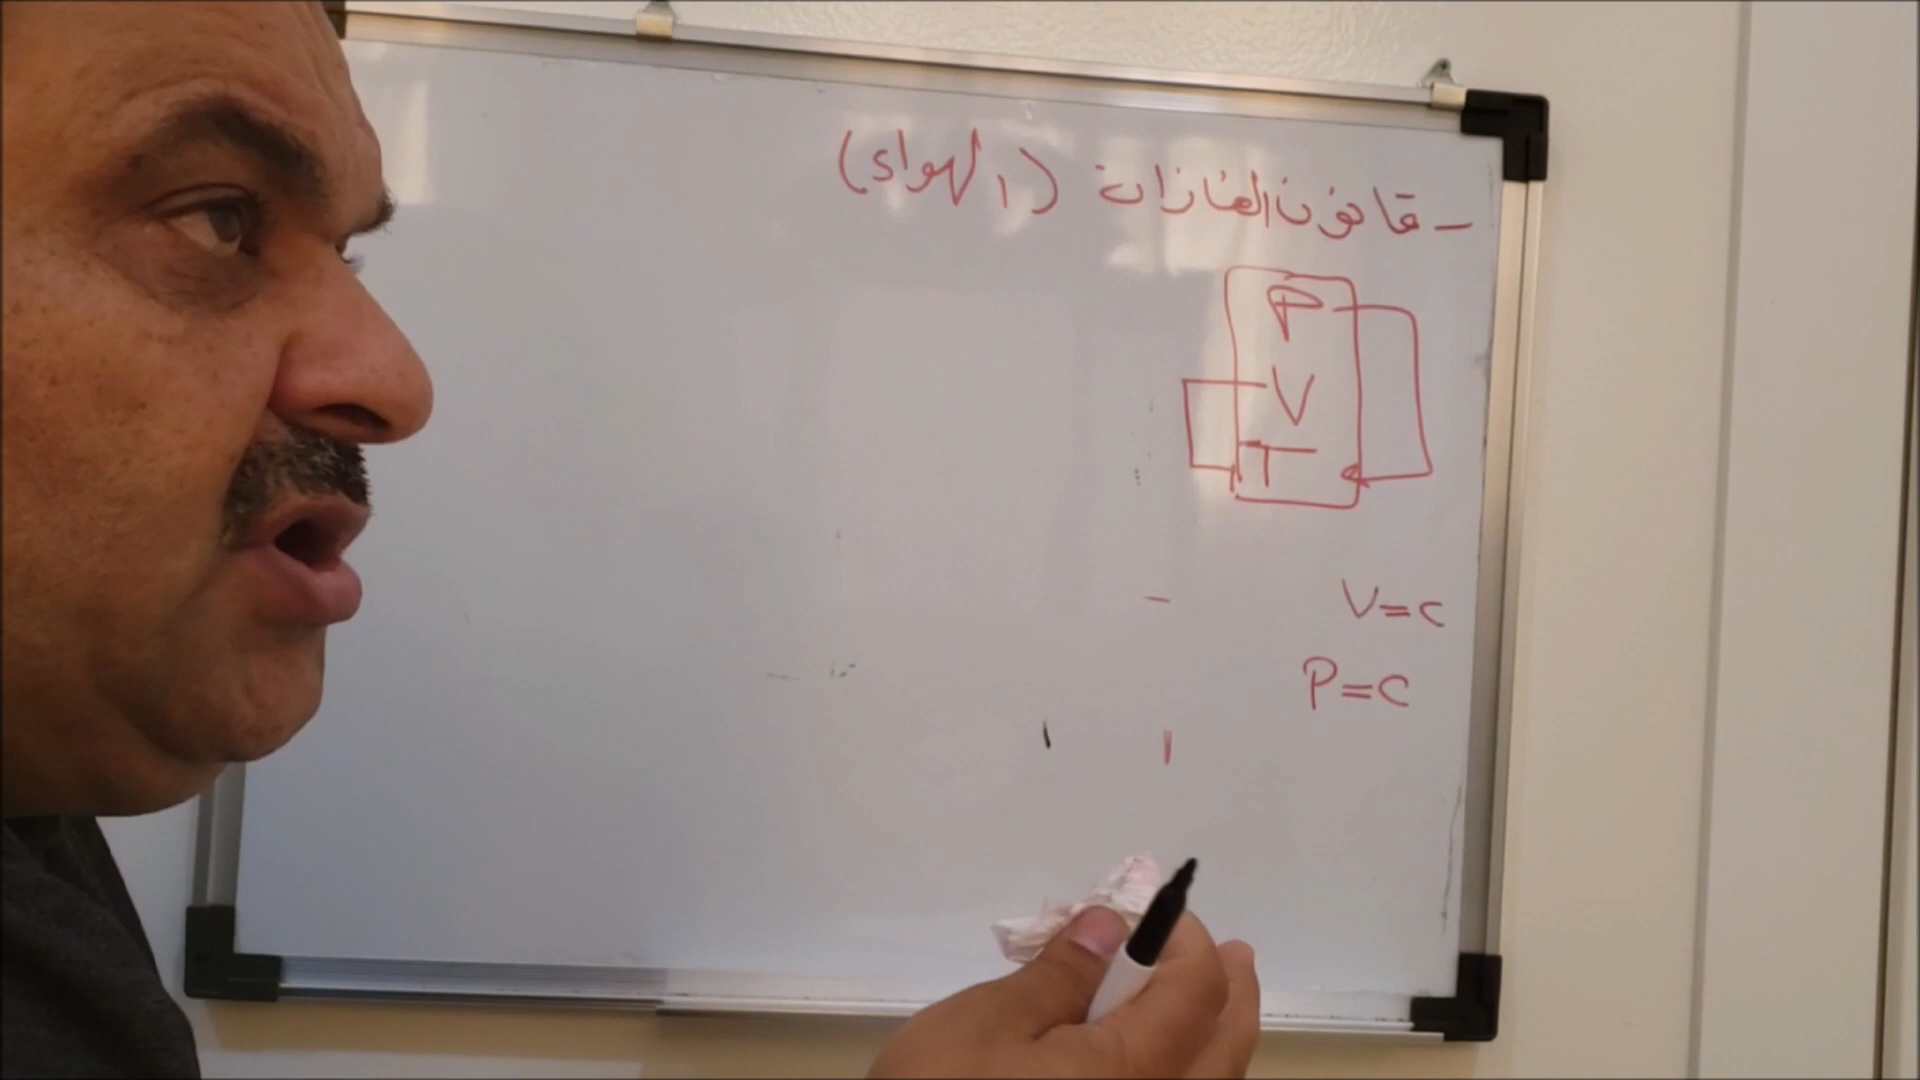 - قانون الغازات (الهواء)
P
V
T
V=C
P=C